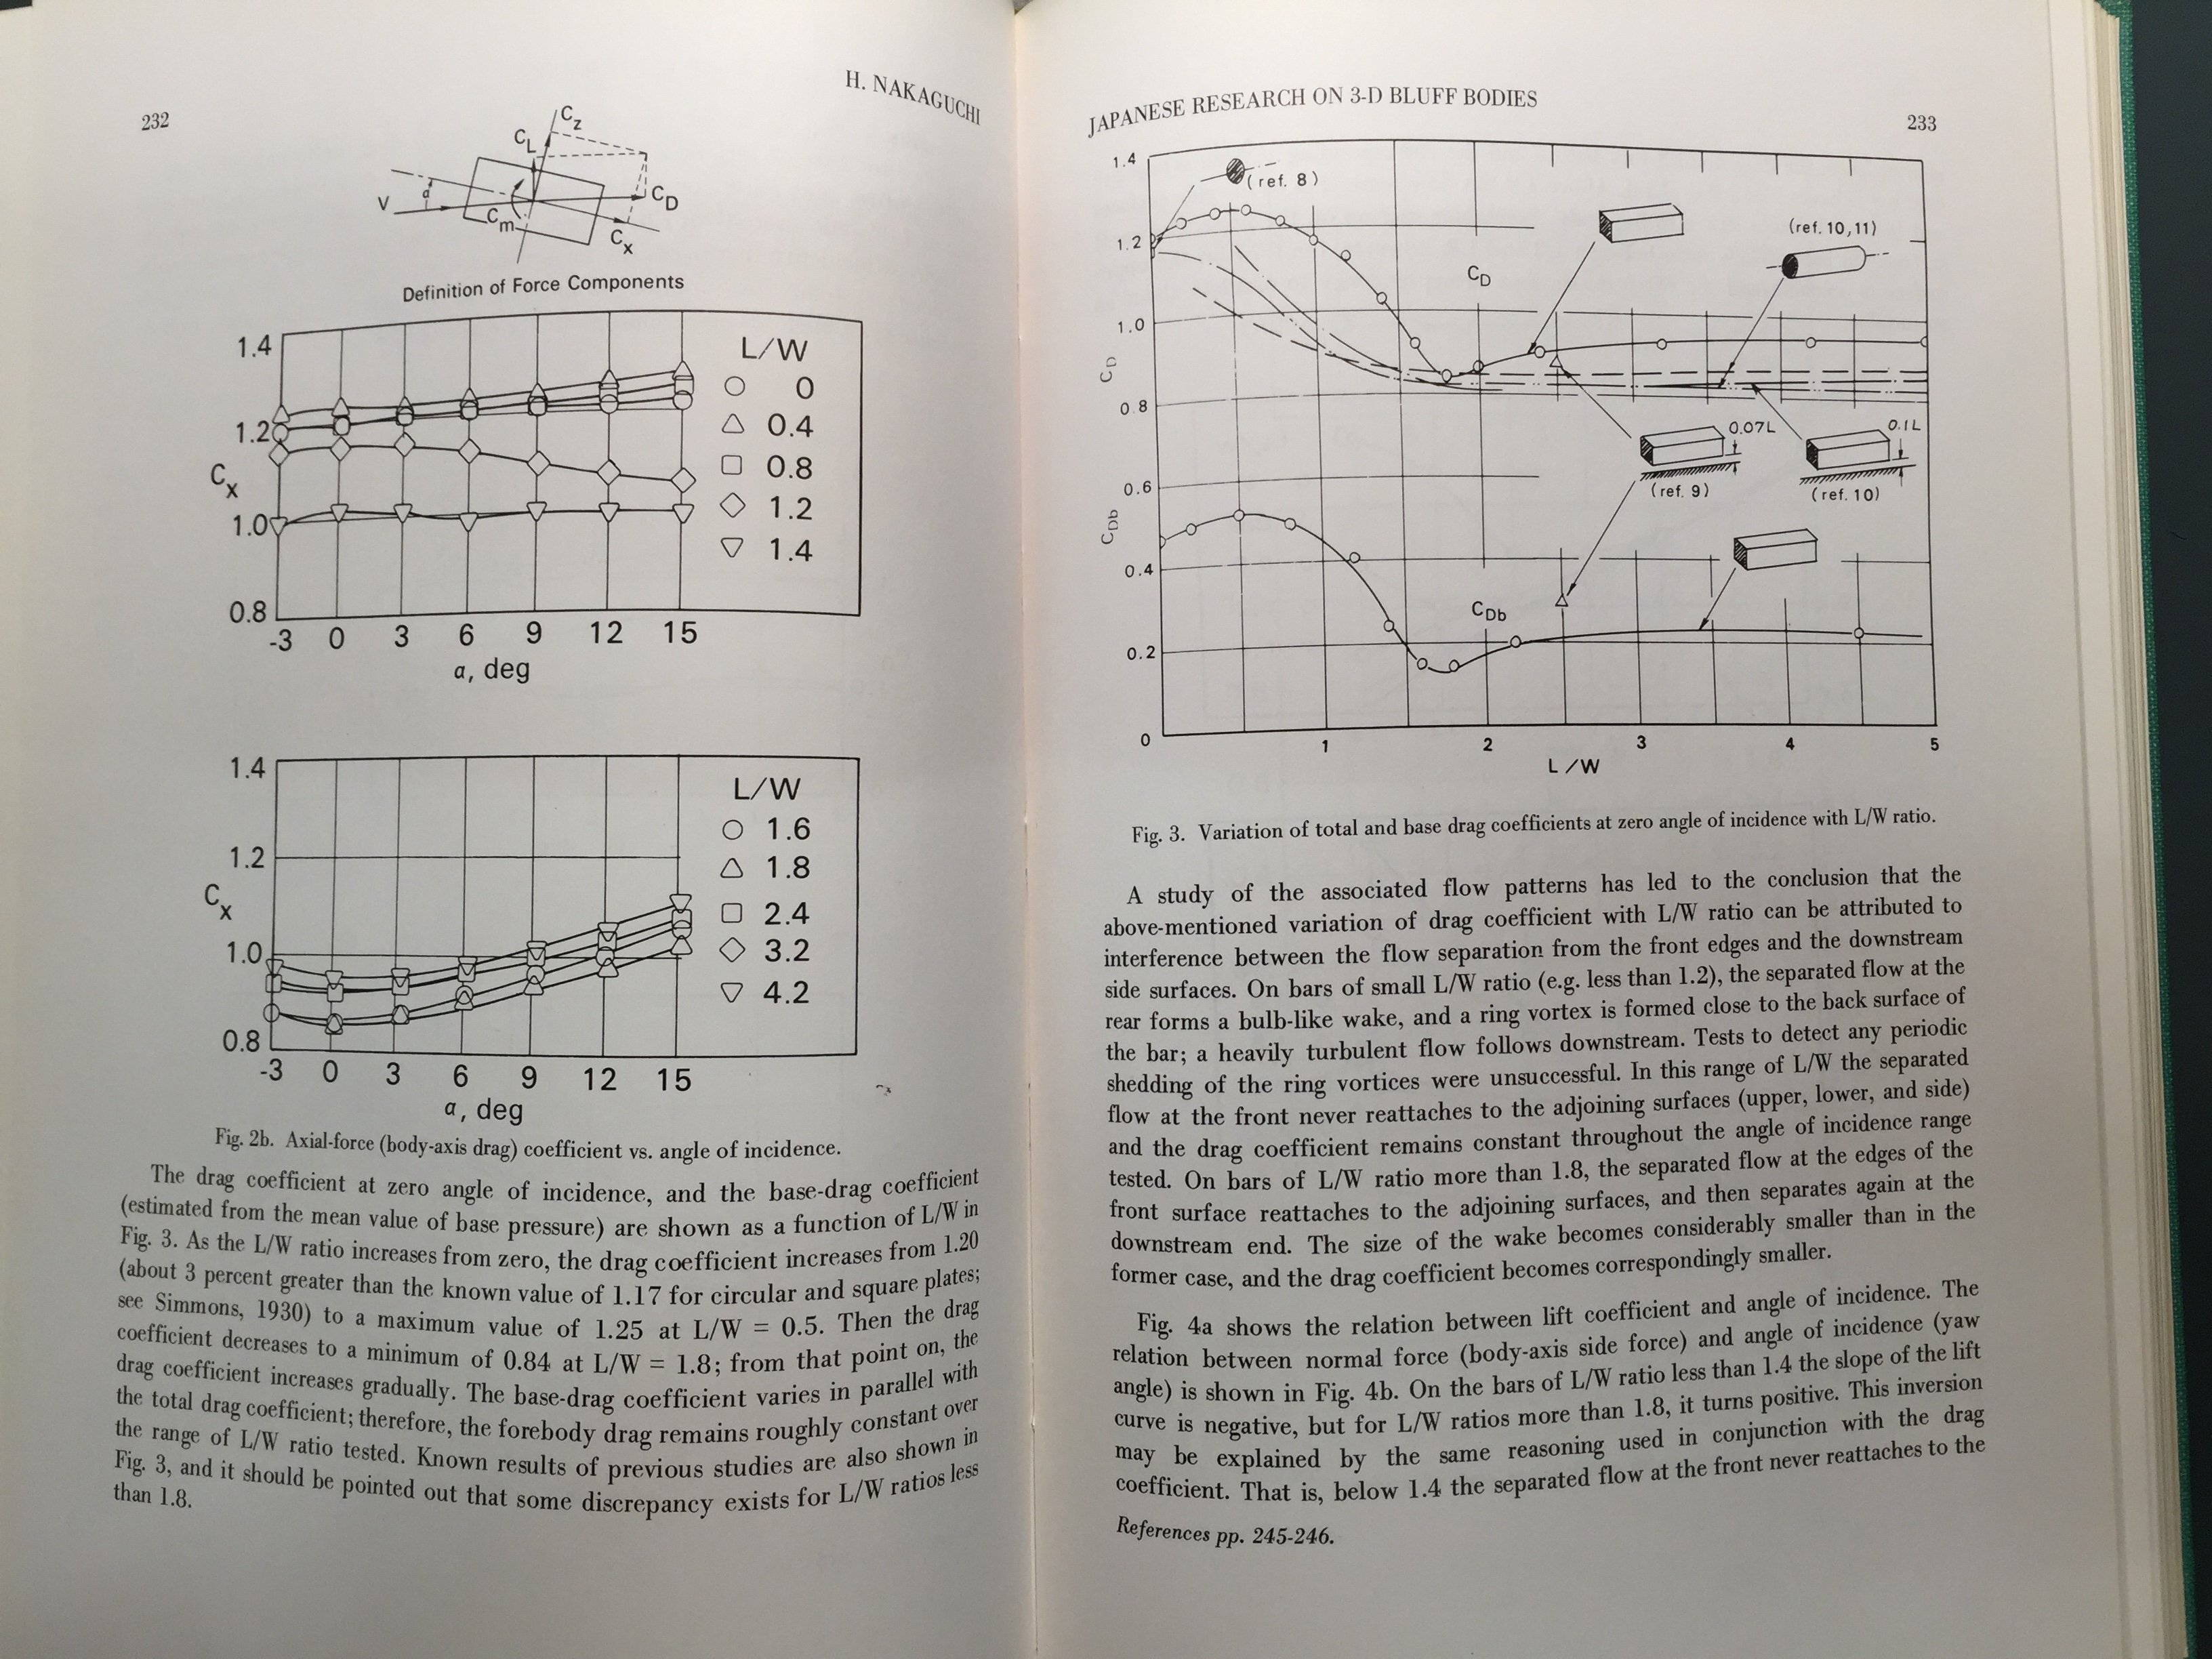 232
H. NAKAGUCHI
C_z
C_L
V
α
C_m
C_D
C_x
Definition of Force Components
1.4
1.2
C_x
1.0
0.8
-3 0 3 6 9 12 15
α, deg
L/W
0
0.4
0.8
1.2
1.4
1.4
1.2
C_x
1.0
0.8
-3 0 3 6 9 12 15
α, deg
L/W
1.6
1.8
2.4
3.2
4.2
Fig. 2b. Axial-force (body-axis drag) coefficient vs. angle of incidence.
The drag coefficient at zero angle of incidence, and the base-drag coefficient
(estimated from the mean value of base pressure) are shown as a function of L/W in
Fig. 3. As the L/W ratio increases from zero, the drag coefficient increases from 1.20
(about 3 percent greater than the known value of 1.17 for circular and square plates;
see Simmons, 1930) to a maximum value of 1.25 at L/W = 0.5. Then the drag
coefficient decreases to a minimum of 0.84 at L/W = 1.8; from that point on, the
drag coefficient increases gradually. The base-drag coefficient varies in parallel with
the total drag coefficient; therefore, the forebody drag remains roughly constant over
the range of L/W ratio tested. Known results of previous studies are also shown in
Fig. 3, and it should be pointed out that some discrepancy exists for L/W ratios less
than 1.8.
JAPANESE RESEARCH ON 3-D BLUFF BODIES
233
1.4
(ref. 8)
1.2
(ref. 10,11)
C_D
1.0
C_D
0.8
0.07L
0.1L
0.6
(ref. 9)
(ref. 10)
C_Db
0.4
C_Db
0.2
0
1 2 3 4 5
L/W
Fig. 3. Variation of total and base drag coefficients at zero angle of incidence with L/W ratio.
A study of the associated flow patterns has led to the conclusion that the
above-mentioned variation of drag coefficient with L/W ratio can be attributed to
interference between the flow separation from the front edges and the downstream
side surfaces. On bars of small L/W ratio (e.g. less than 1.2), the separated flow at the
rear forms a bulb-like wake, and a ring vortex is formed close to the back surface of
the bar; a heavily turbulent flow follows downstream. Tests to detect any periodic
shedding of the ring vortices were unsuccessful. In this range of L/W the separated
flow at the front never reattaches to the adjoining surfaces (upper, lower, and side)
and the drag coefficient remains constant throughout the angle of incidence range
tested. On bars of L/W ratio more than 1.8, the separated flow at the edges of the
front surface reattaches to the adjoining surfaces, and then separates again at the
downstream end. The size of the wake becomes considerably smaller than in the
former case, and the drag coefficient becomes correspondingly smaller.
Fig. 4a shows the relation between lift coefficient and angle of incidence. The
relation between normal force (body-axis side force) and angle of incidence (yaw
angle) is shown in Fig. 4b. On the bars of L/W ratio less than 1.4 the slope of the lift
curve is negative, but for L/W ratios more than 1.8, it turns positive. This inversion
may be explained by the same reasoning used in conjunction with the drag
coefficient. That is, below 1.4 the separated flow at the front never reattaches to the
References pp. 245-246.